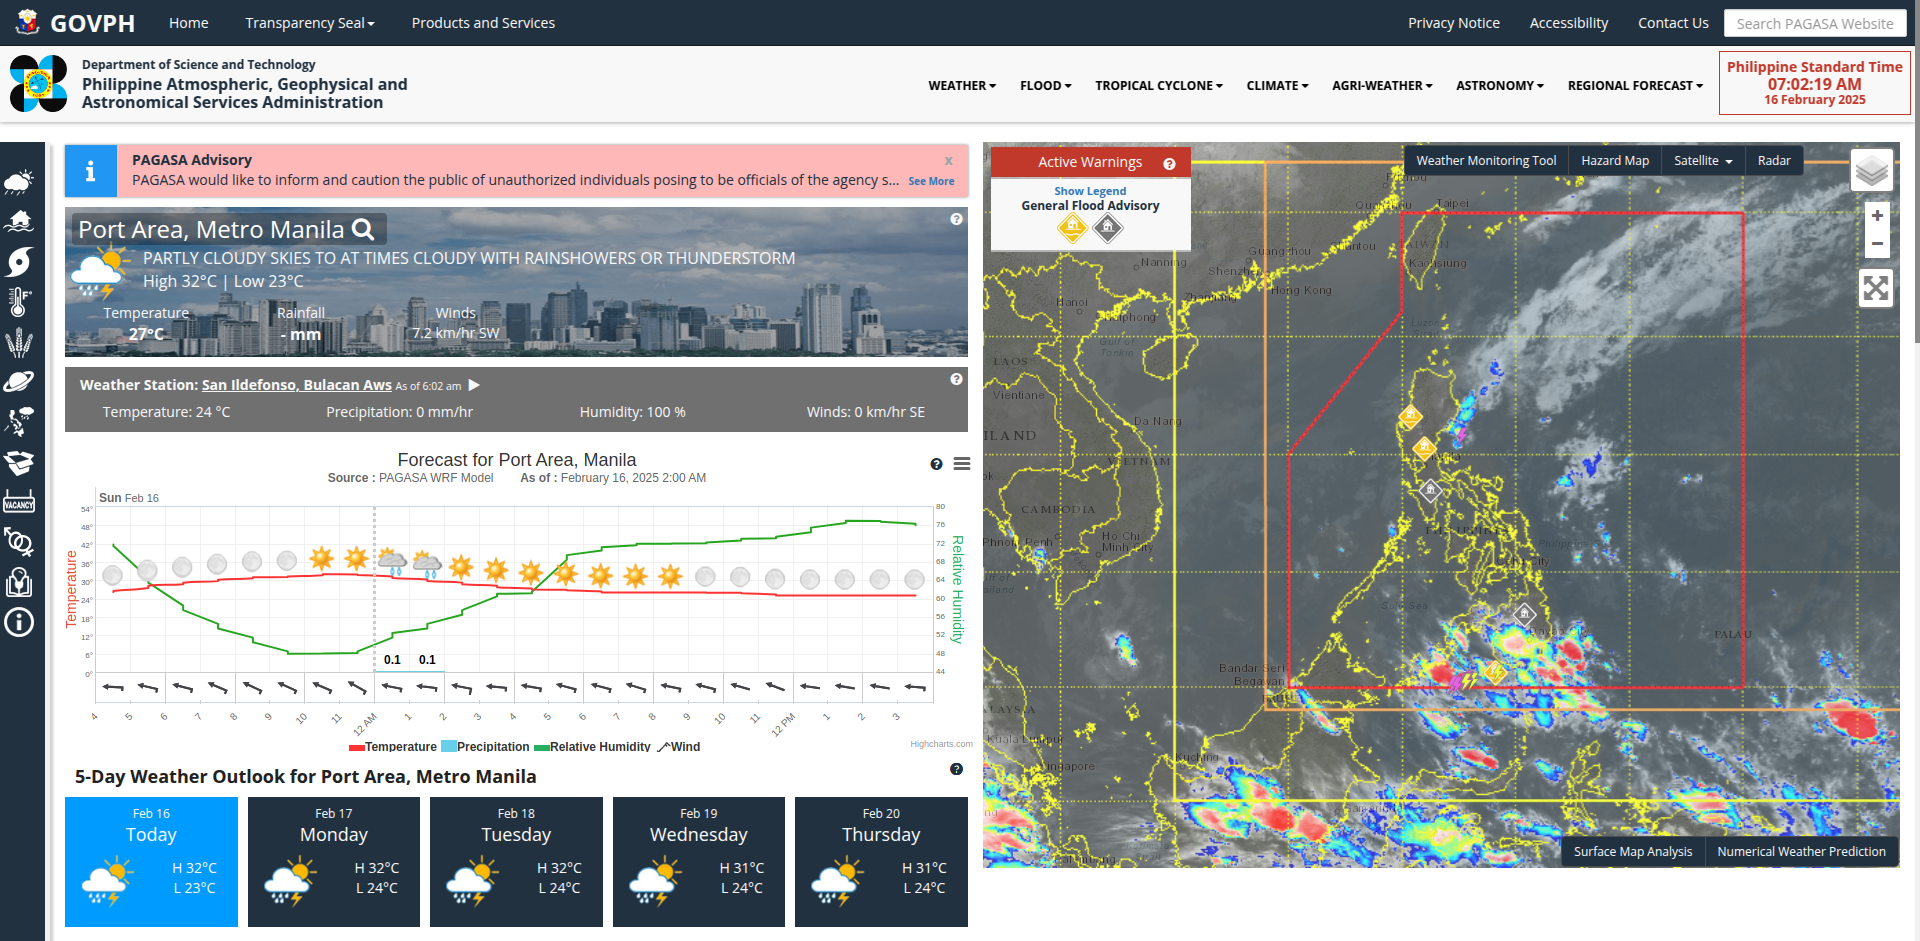 GOVPH
Home
Transparency Seal
Products and Services
Privacy Notice
Accessibility
Contact Us
Search PAGASA Website
Department of Science and Technology
Philippine Atmospheric, Geophysical and
Astronomical Services Administration
WEATHER
FLOOD
TROPICAL CYCLONE
CLIMATE
AGRI-WEATHER
ASTRONOMY
REGIONAL FORECAST
Philippine Standard Time
07:02:19 AM
16 February 2025
PAGASA Advisory
x
PAGASA would like to inform and caution the public of unauthorized individuals posing to be officials of the agency s... See More
Port Area, Metro Manila
PARTLY CLOUDY SKIES TO AT TIMES CLOUDY WITH RAINSHOWERS OR THUNDERSTORM
High 32°C | Low 23°C
Temperature
27°C
Rainfall
- mm
Winds
7.2 km/hr SW
Weather Station: San Ildefonso, Bulacan Aws As of 6:02 am
Temperature: 24 °C
Precipitation: 0 mm/hr
Humidity: 100 %
Winds: 0 km/hr SE
Forecast for Port Area, Manila
Source : PAGASA WRF Model As of : February 16, 2025 2:00 AM
Sun Feb 16
54°
48°
42°
36°
30°
24°
18°
12°
6°
0°
Temperature
80
76
72
68
64
60
56
52
48
44
Relative Humidity
0.1
0.1
4 5 6 7 8 9 10 11 12 AM 1 2 3 4 5 6 7 8 9 10 11 12 PM 1 2 3
Temperature Precipitation Relative Humidity Wind
Highcharts.com
5-Day Weather Outlook for Port Area, Metro Manila
Feb 16
Today
H 32°C
L 23°C
Feb 17
Monday
H 32°C
L 24°C
Feb 18
Tuesday
H 32°C
L 24°C
Feb 19
Wednesday
H 31°C
L 24°C
Feb 20
Thursday
H 31°C
L 24°C
VACANCY
Active Warnings
Show Legend
General Flood Advisory
Weather Monitoring Tool
Hazard Map
Satellite
Radar
+
−
Taipei
Guangzhou
Shantou
Kaohsiung
Nanning
Shenzhen
Hong Kong
Zhanjiang
Hanoi
Haiphong
Gulf of
Tonkin
Luzon
LAOS
Vientiane
Da Nang
ILAND
VIETNAM
CAMBODIA
Phnom Penh
Ho Chi
Minh City
PALAU
Bandar Seri
Begawan
Kuala Lumpur
Singapore
Kuching
Surface Map Analysis
Numerical Weather Prediction